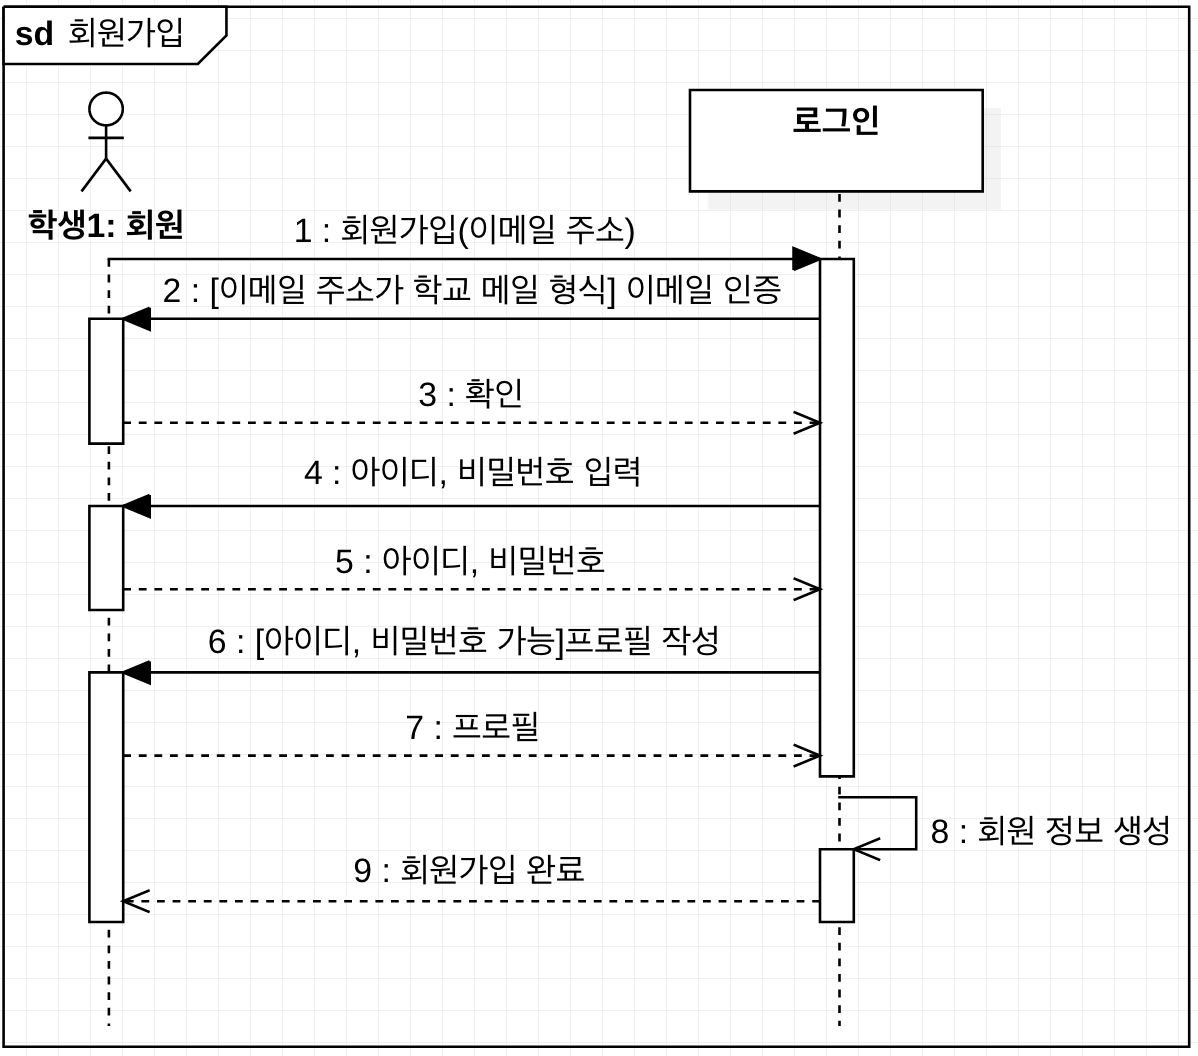 sd 회원가입
로그인
학생1: 회원
1 : 회원가입(이메일 주소)
2 : [이메일 주소가 학교 메일 형식] 이메일 인증
3 : 확인
4 : 아이디, 비밀번호 입력
5 : 아이디, 비밀번호
6 : [아이디, 비밀번호 가능]프로필 작성
7 : 프로필
8 : 회원 정보 생성
9 : 회원가입 완료